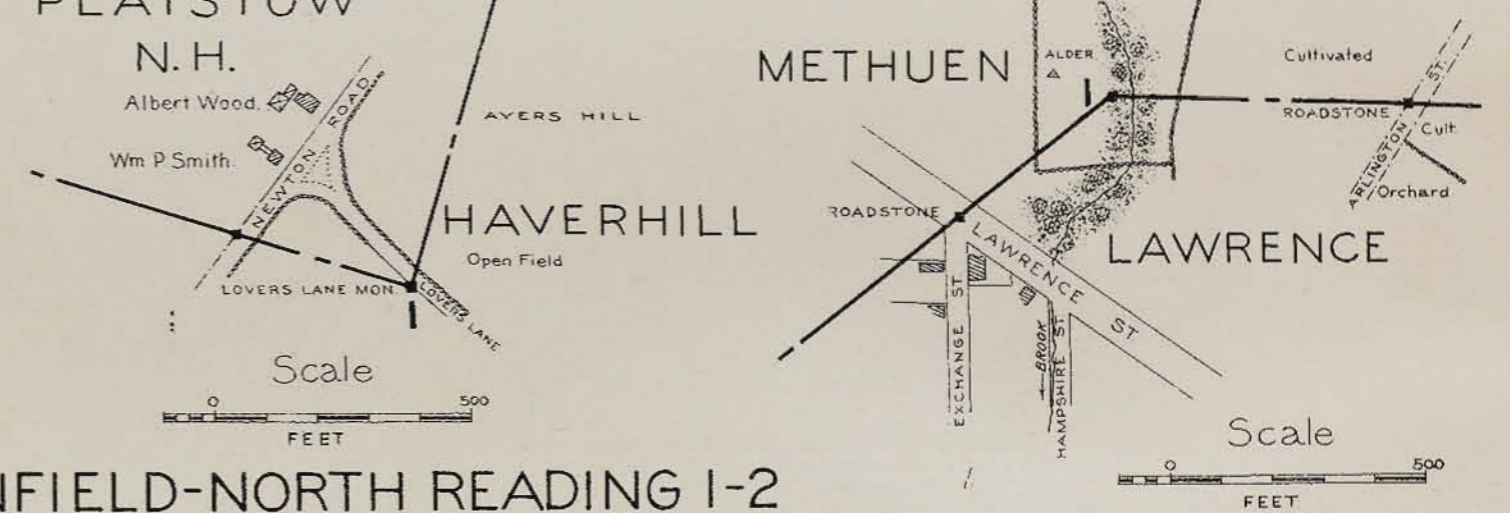 PLAISTOW
N. H.
Albert Wood.
Wm P Smith.
NEWTON ROAD
AYERS HILL
HAVERHILL
Open Field
LOVERS LANE MON.
LOVERS LANE
Scale
0 500
FEET
METHUEN
ALDER
Cultivated
ROADSTONE
ARLINGTON ST.
Cult.
Orchard
ROADSTONE
LAWRENCE
LAWRENCE ST
EXCHANGE ST
BROOK
HAMPSHIRE ST
Scale
0 500
FEET
NFIELD-NORTH READING 1-2